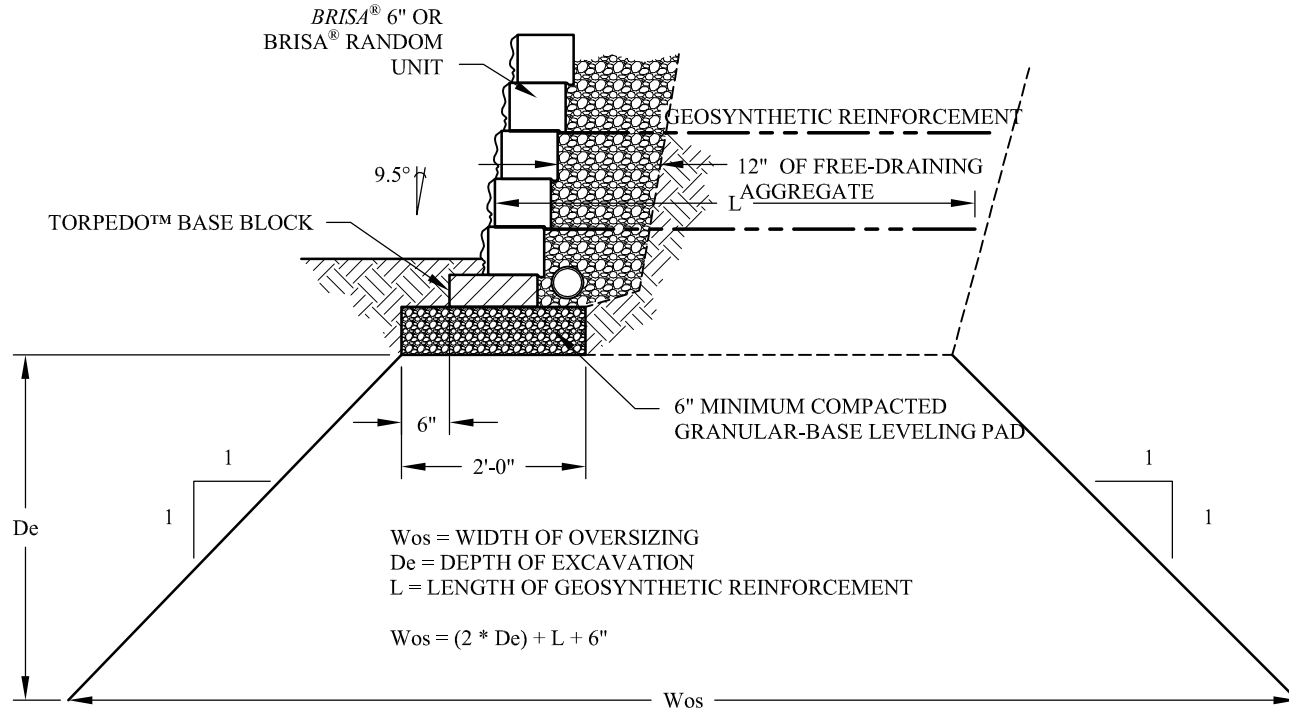 BRISA® 6" OR
BRISA® RANDOM
UNIT
GEOSYNTHETIC REINFORCEMENT
9.5°
12" OF FREE-DRAINING
AGGREGATE
L
TORPEDO™ BASE BLOCK
6" MINIMUM COMPACTED
GRANULAR-BASE LEVELING PAD
6"
2'-0"
1
1
1
1
De
Wos = WIDTH OF OVERSIZING
De = DEPTH OF EXCAVATION
L = LENGTH OF GEOSYNTHETIC REINFORCEMENT
Wos = (2 * De) + L + 6"
Wos